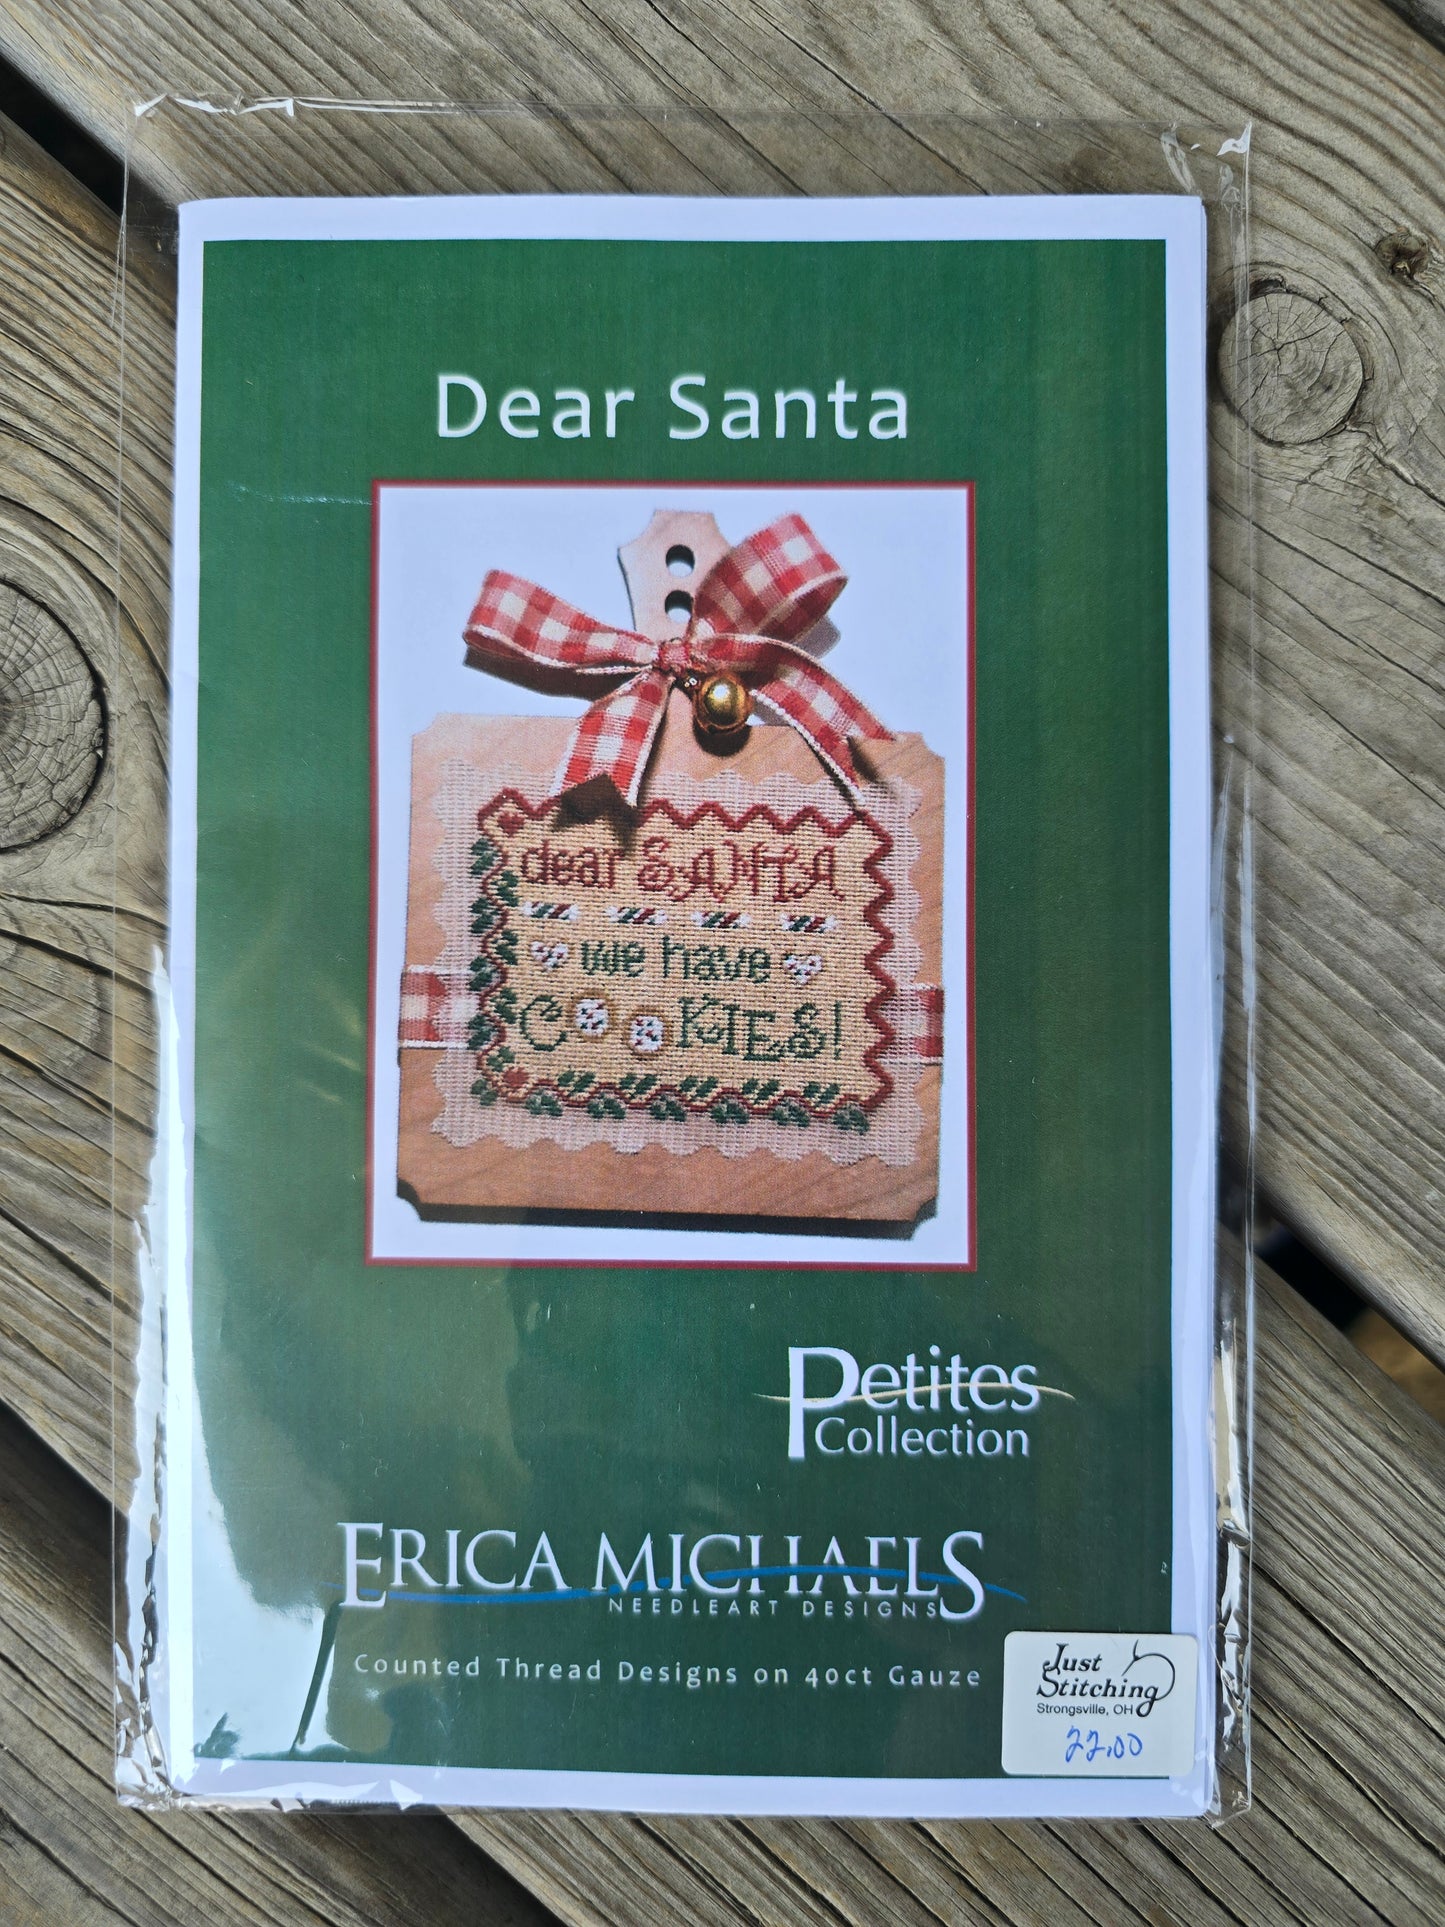 Dear Santa
dear SANTA
we have
COOKIES!
Petites
Collection
ERICA MICHAELS
NEEDLEART DESIGNS
Counted Thread Designs on 40ct Gauze
Just
Stitching
Strongsville, OH
22.00